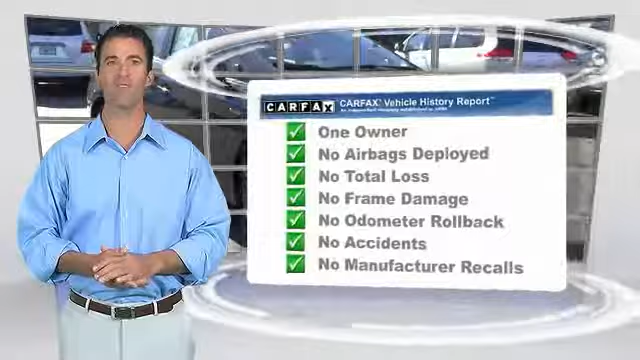 CARFAX CARFAX Vehicle History Report™
One Owner
No Airbags Deployed
No Total Loss
No Frame Damage
No Odometer Rollback
No Accidents
No Manufacturer Recalls